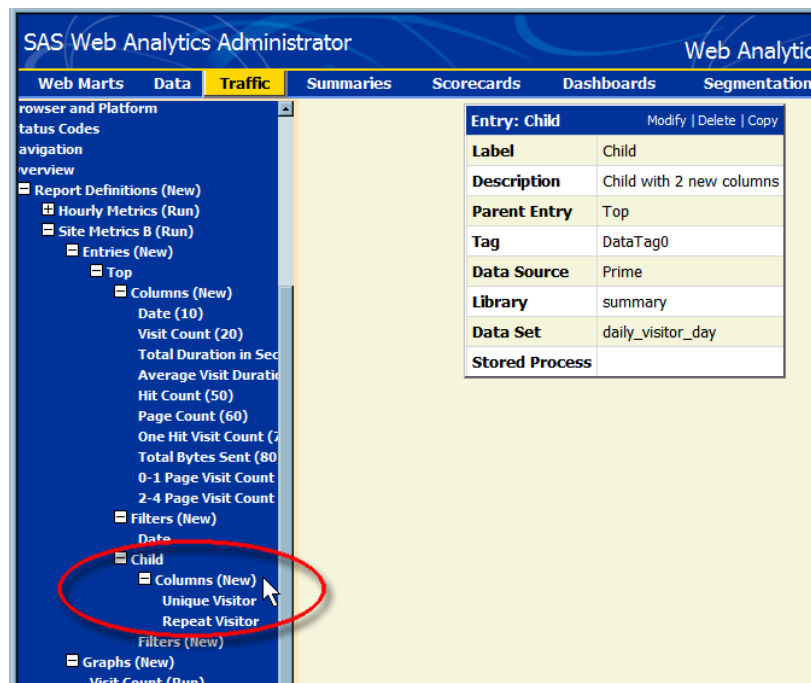 SAS Web Analytics Administrator
Web Analytic
Web Marts Data Traffic Summaries Scorecards Dashboards Segmentation
rowser and Platform
tatus Codes
avigation
verview
Report Definitions (New)
Hourly Metrics (Run)
Site Metrics B (Run)
Entries (New)
Top
Columns (New)
Date (10)
Visit Count (20)
Total Duration in Sec
Average Visit Duratio
Hit Count (50)
Page Count (60)
One Hit Visit Count (7
Total Bytes Sent (80
0-1 Page Visit Count
2-4 Page Visit Count
Filters (New)
Date
Child
Columns (New)
Unique Visitor
Repeat Visitor
Filters (New)
Graphs (New)
Visit Count (Run)
Entry: Child Modify | Delete | Copy
Label Child
Description Child with 2 new columns
Parent Entry Top
Tag DataTag0
Data Source Prime
Library summary
Data Set daily_visitor_day
Stored Process